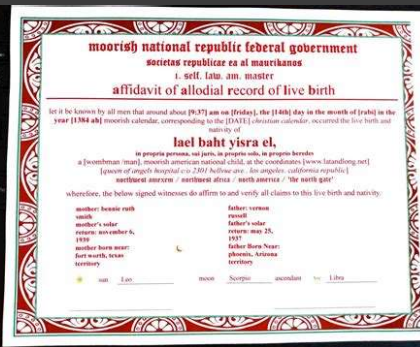 moorish national republic federal government
societas republicae ea al maurikanos
i. self. law. am. master
affidavit of allodial record of live birth
let it be known by all men that around about [9:37] am on [friday], the [14th] day in the month of [rabi] in the
year [1384 ah] moorish calendar, corresponding to the [DATE] christian calendar, occurred the live birth and
nativity of
lael baht yisra el,
in propria persona, sui juris, in proprio solo, in proprio heredes
a [wombman /man], moorish american national child, at the coordinates [www.latandlong.net]
[queen of angels hospital c/o 2301 bellevue ave., los angeles, california republic]
northwest amexem / northwest africa / north america / 'the north gate'
wherefore, the below signed witnesses do affirm to and verify all claims to this live birth and nativity.
mother: bennie ruth
smith
mother's solar
return: november 6,
1930
mother born near:
fort worth, texas
territory
father: vernon
russell
father's solar
return: may 25,
1937
father Born Near:
phoenix, Arizona
territory
sun Leo moon Scorpio ascendant Libra